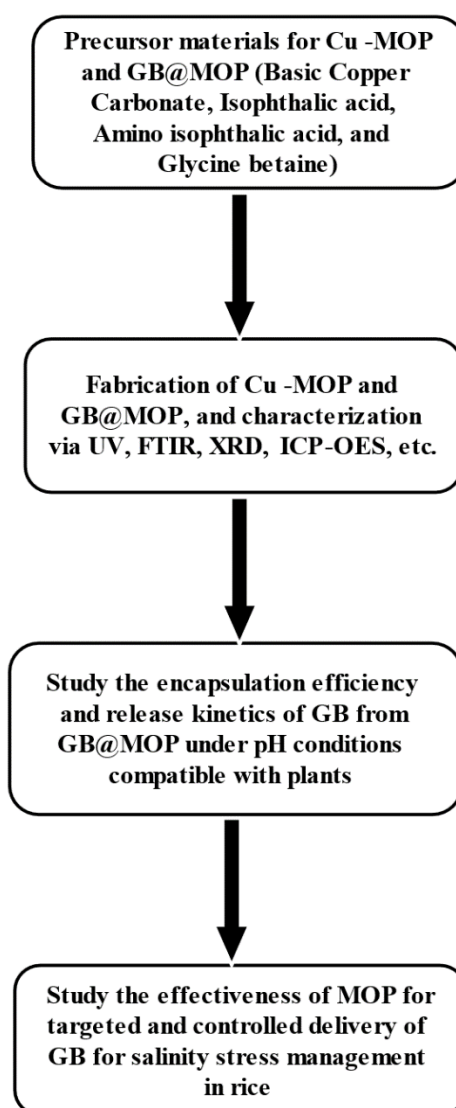 Precursor materials for Cu -MOP
and GB@MOP (Basic Copper
Carbonate, Isophthalic acid,
Amino isophthalic acid, and
Glycine betaine)
Fabrication of Cu -MOP and
GB@MOP, and characterization
via UV, FTIR, XRD, ICP-OES, etc.
Study the encapsulation efficiency
and release kinetics of GB from
GB@MOP under pH conditions
compatible with plants
Study the effectiveness of MOP for
targeted and controlled delivery of
GB for salinity stress management
in rice